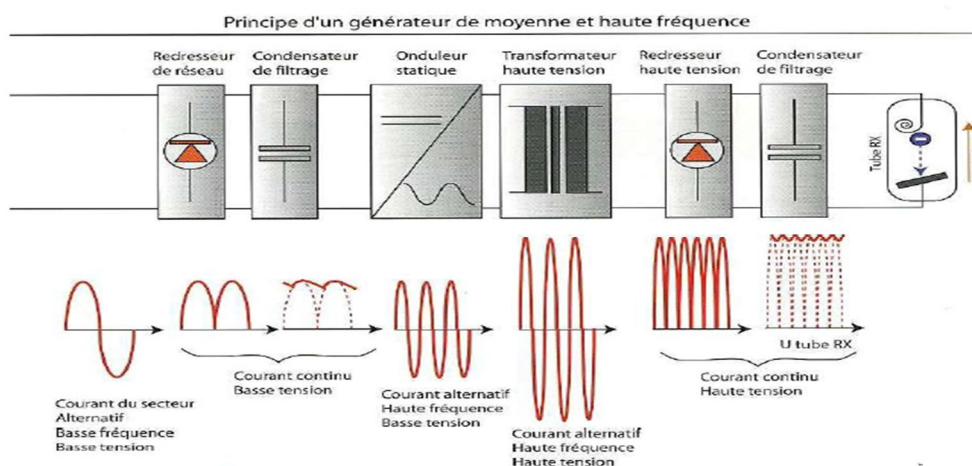 Principe d'un générateur de moyenne et haute fréquence
Redresseur
de réseau
Condensateur
de filtrage
Onduleur
statique
Transformateur
haute tension
Redresseur
haute tension
Condensateur
de filtrage
Tube RX
U tube RX
Courant continu
Basse tension
Courant continu
Haute tension
Courant du secteur
Alternatif
Basse fréquence
Basse tension
Courant alternatif
Haute fréquence
Basse tension
Courant alternatif
Haute fréquence
Haute tension